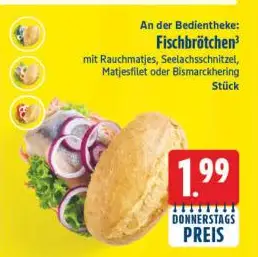 An der Bedientheke:
Fischbrötchen³
mit Rauchmatjes, Seelachsschnitzel,
Matjesfilet oder Bismarckhering
Stück
1.99
DONNERSTAGS
PREIS